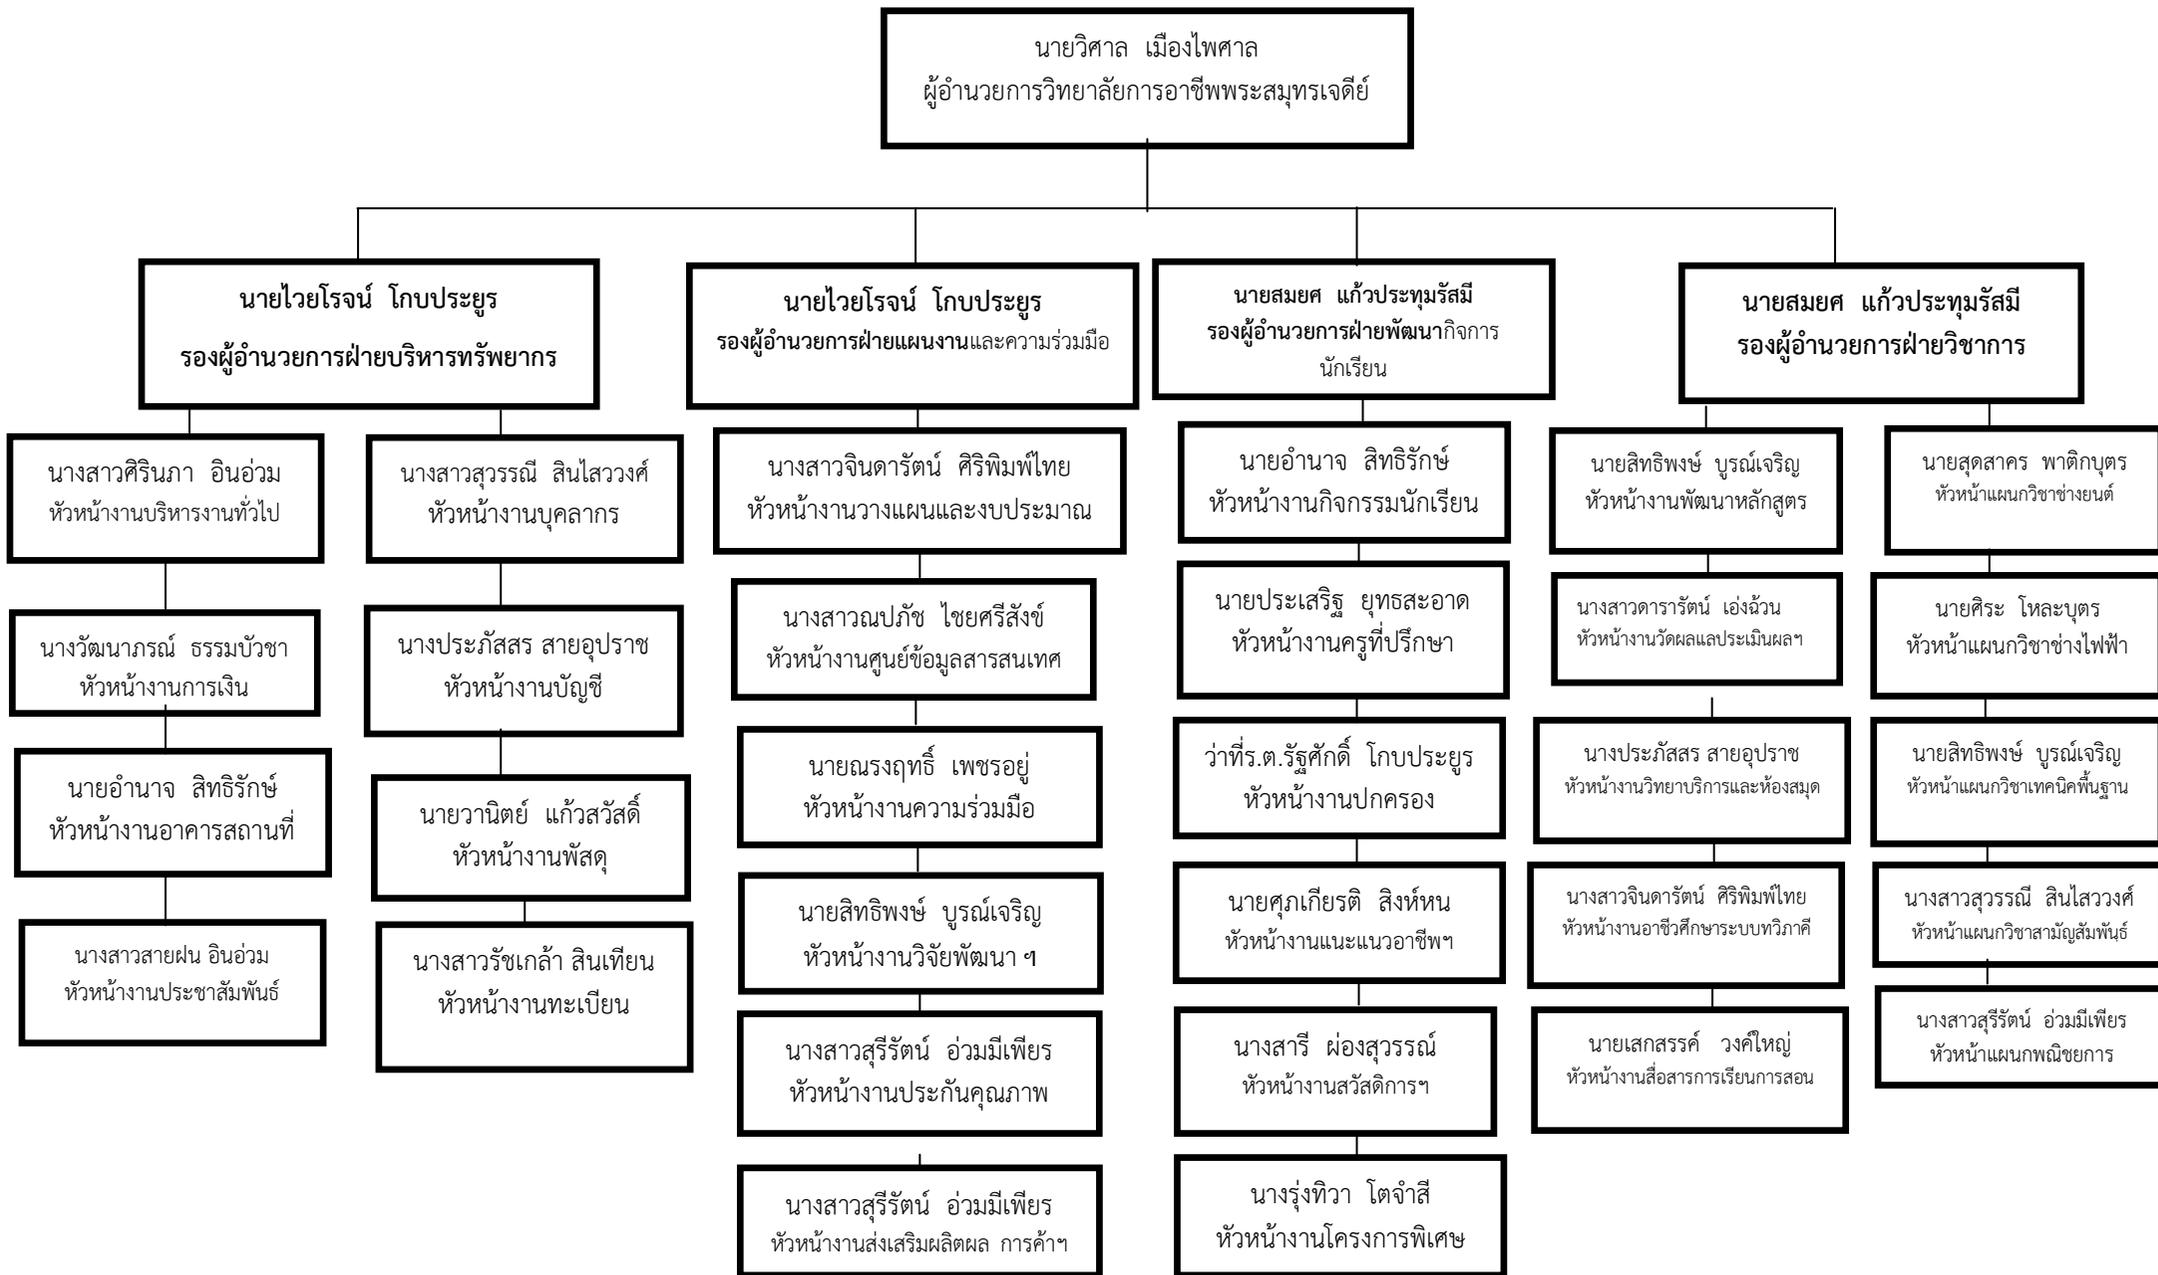 นายวิศาล เมืองไพศาล
ผู้อำนวยการวิทยาลัยการอาชีพพระสมุทรเจดีย์
นายไวยโรจน์ โกบประยูร
รองผู้อำนวยการฝ่ายบริหารทรัพยากร
นางสาวศิรินภา อินอ่วม
หัวหน้างานบริหารงานทั่วไป
นางวัฒนาภรณ์ ธรรมบัวชา
หัวหน้างานการเงิน
นายอำนาจ สิทธิรักษ์
หัวหน้างานอาคารสถานที่
นางสาวสายฝน อินอ่วม
หัวหน้างานประชาสัมพันธ์
นางสาวสุวรรณี สินไสววงศ์
หัวหน้างานบุคลากร
นางประภัสสร สายอุปราช
หัวหน้างานบัญชี
นายวานิตย์ แก้วสวัสดิ์
หัวหน้างานพัสดุ
นางสาวรัชเกล้า สินเทียน
หัวหน้างานทะเบียน
นายไวยโรจน์ โกบประยูร
รองผู้อำนวยการฝ่ายแผนงานและความร่วมมือ
นางสาวจินดารัตน์ ศิริพิมพ์ไทย
หัวหน้างานวางแผนและงบประมาณ
นางสาวณปภัช ไชยศรีสังข์
หัวหน้างานศูนย์ข้อมูลสารสนเทศ
นายณรงฤทธิ์ เพชรอยู่
หัวหน้างานความร่วมมือ
นายสิทธิพงษ์ บูรณ์เจริญ
หัวหน้างานวิจัยพัฒนา ฯ
นางสาวสุรีรัตน์ อ่วมมีเพียร
หัวหน้างานประกันคุณภาพ
นางสาวสุรีรัตน์ อ่วมมีเพียร
หัวหน้างานส่งเสริมผลิตผล การค้าฯ
นายสมยศ แก้วประทุมรัสมี
รองผู้อำนวยการฝ่ายพัฒนากิจการ
นักเรียน
นายอำนาจ สิทธิรักษ์
หัวหน้างานกิจกรรมนักเรียน
นายประเสริฐ ยุทธสะอาด
หัวหน้างานครูที่ปรึกษา
ว่าที่ร.ต.รัฐศักดิ์ โกบประยูร
หัวหน้างานปกครอง
นายศุภเกียรติ สิงห์หน
หัวหน้างานแนะแนวอาชีพฯ
นางสารี ผ่องสุวรรณ์
หัวหน้างานสวัสดิการฯ
นางรุ่งทิวา โตจำสี
หัวหน้างานโครงการพิเศษ
นายสมยศ แก้วประทุมรัสมี
รองผู้อำนวยการฝ่ายวิชาการ
นายสิทธิพงษ์ บูรณ์เจริญ
หัวหน้างานพัฒนาหลักสูตร
นางสาวดารารัตน์ เอ่งฉ้วน
หัวหน้างานวัดผลแลประเมินผลฯ
นางประภัสสร สายอุปราช
หัวหน้างานวิทยาบริการและห้องสมุด
นางสาวจินดารัตน์ ศิริพิมพ์ไทย
หัวหน้างานอาชีวศึกษาระบบทวิภาคี
นายเสกสรรค์ วงค์ใหญ่
หัวหน้างานสื่อสารการเรียนการสอน
นายสุดสาคร พาติกบุตร
หัวหน้าแผนกวิชาช่างยนต์
นายศิระ โหละบุตร
หัวหน้าแผนกวิชาช่างไฟฟ้า
นายสิทธิพงษ์ บูรณ์เจริญ
หัวหน้าแผนกวิชาเทคนิคพื้นฐาน
นางสาวสุวรรณี สินไสววงศ์
หัวหน้าแผนกวิชาสามัญสัมพันธ์
นางสาวสุรีรัตน์ อ่วมมีเพียร
หัวหน้าแผนกพณิชยการ